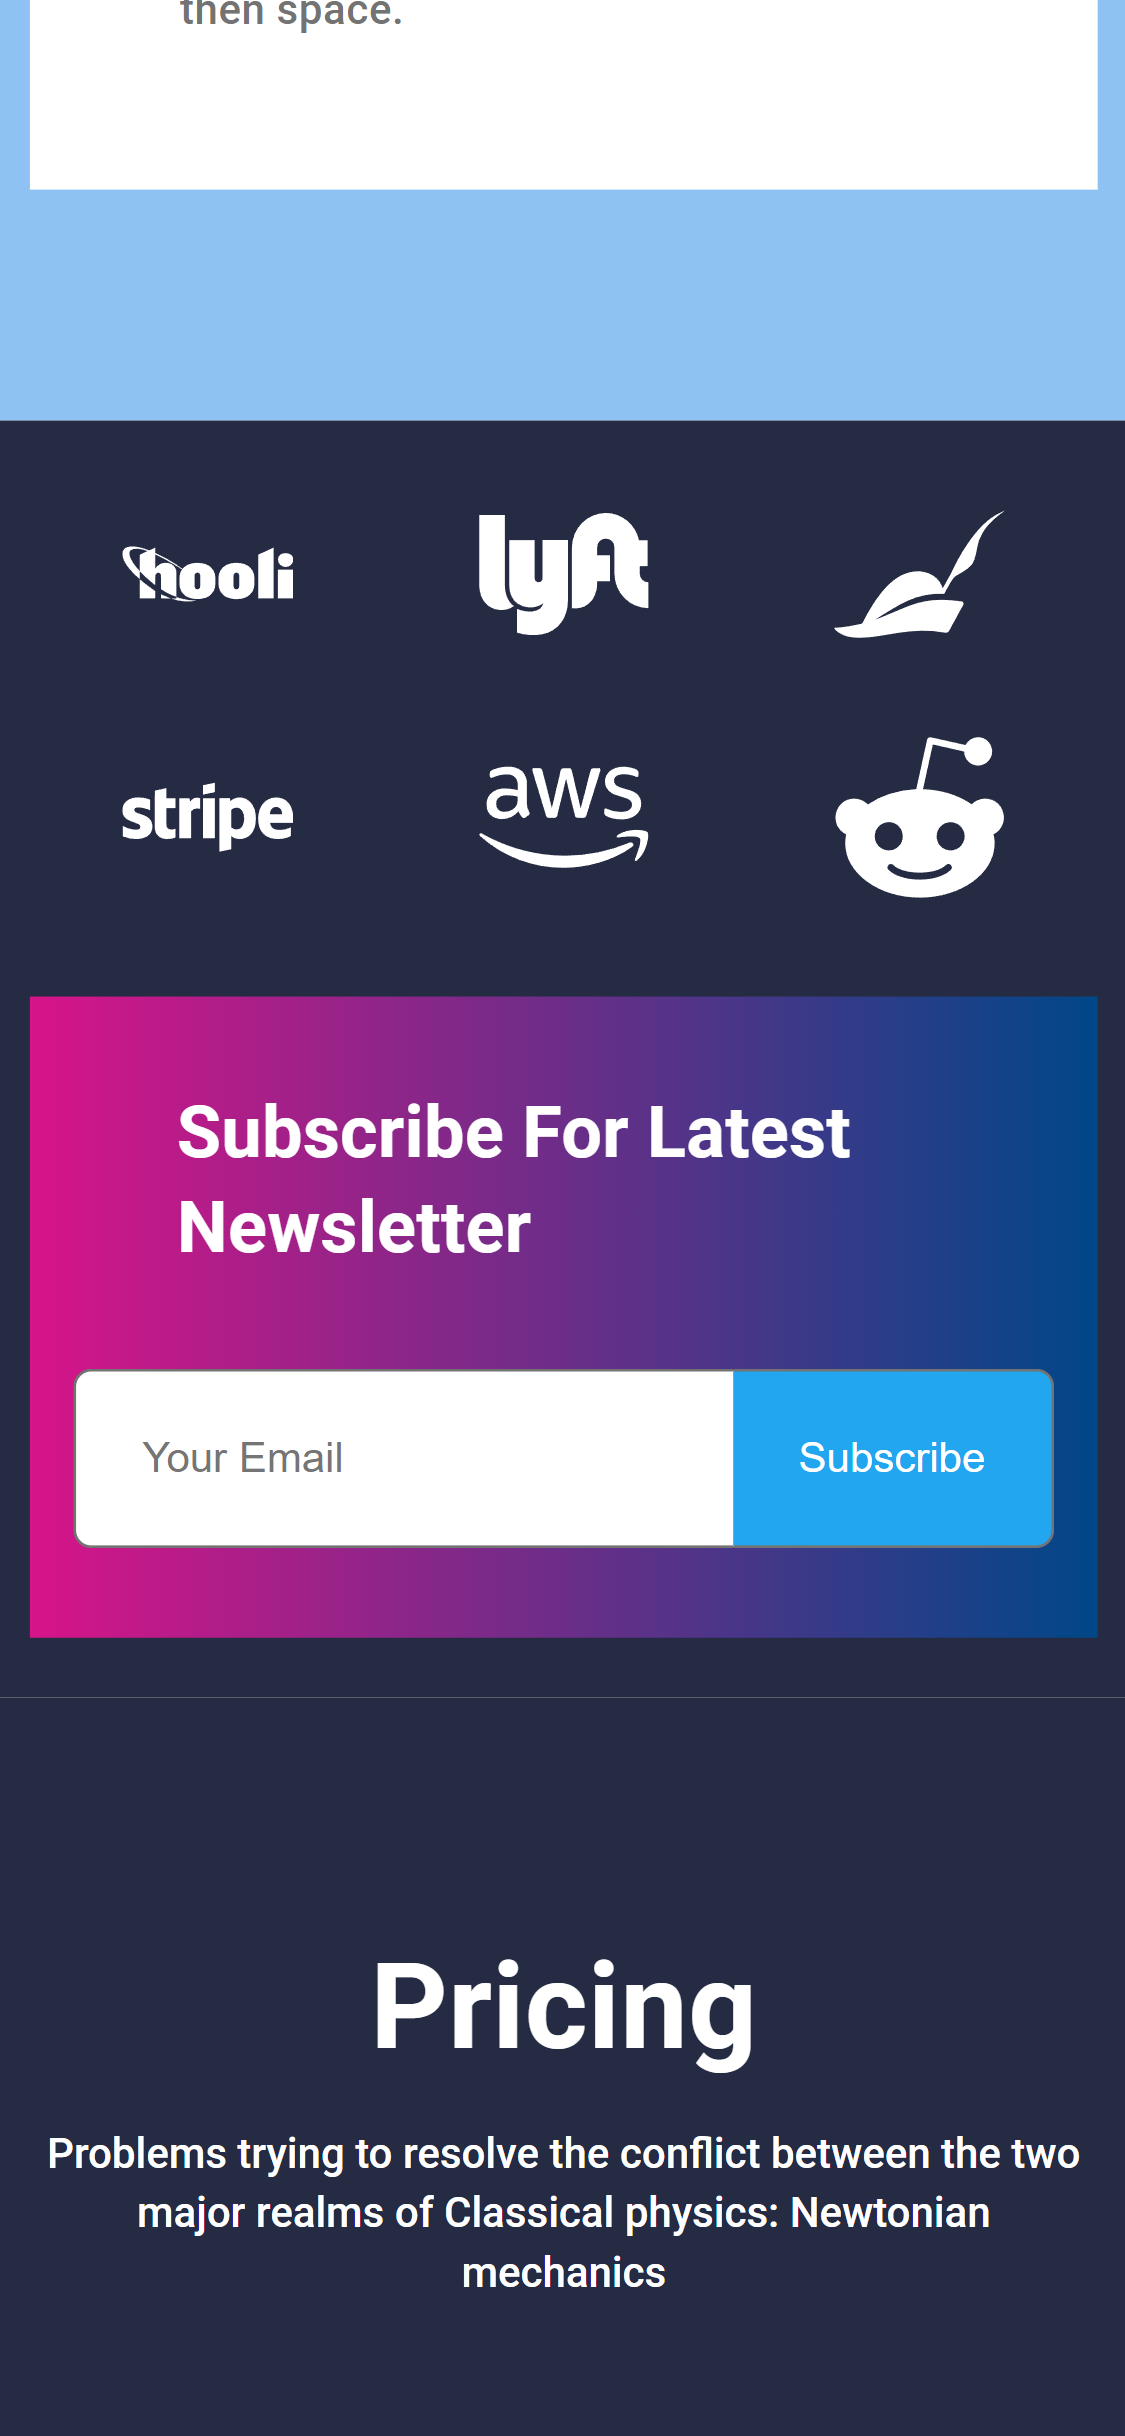 then space.
hooli
lyft
stripe
aws
Subscribe For Latest
Newsletter
Your Email
Subscribe
Pricing
Problems trying to resolve the conflict between the two
major realms of Classical physics: Newtonian
mechanics